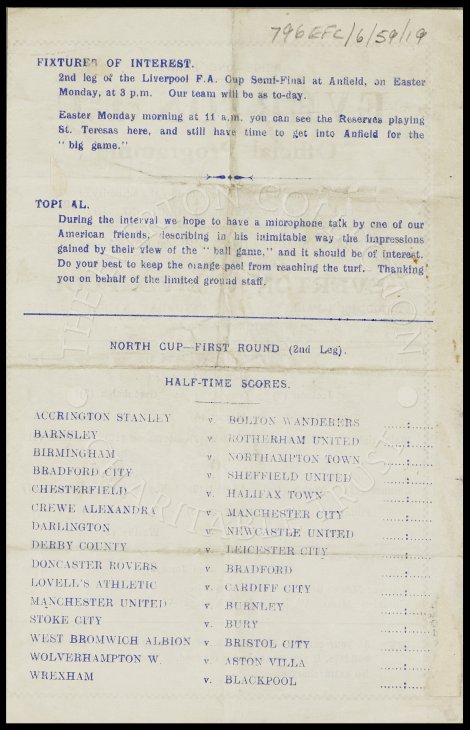 796EFC/6/59/19
FIXTURES OF INTEREST.
2nd leg of the Liverpool F.A. Cup Semi-Final at Anfield, on Easter
Monday, at 3 p.m. Our team will be as to-day.
Easter Monday morning at 11 a.m. you can see the Reserves playing
St. Teresas here, and still have time to get into Anfield for the
" big game."
TOPI AL.
During the interval we hope to have a microphone talk by one of our
American friends, describing in his inimitable way the impressions
gained by their view of the " ball game," and it should be of interest.
Do your best to keep the orange peel from reaching the turf. Thanking
you on behalf of the limited ground staff.
NORTH CUP—FIRST ROUND (2nd Leg).
HALF-TIME SCORES.
ACCRINGTON STANLEY v. BOLTON WANDERERS ......:......
BARNSLEY v. ROTHERHAM UNITED ......:......
BIRMINGHAM v. NORTHAMPTON TOWN ......:......
BRADFORD CITY v. SHEFFIELD UNITED ......:......
CHESTERFIELD v. HALIFAX TOWN ......:......
CREWE ALEXANDRA v. MANCHESTER CITY ......:......
DARLINGTON v. NEWCASTLE UNITED ......:......
DERBY COUNTY v. LEICESTER CITY ......:......
DONCASTER ROVERS v. BRADFORD ......:......
LOVELL'S ATHLETIC v. CARDIFF CITY ......:......
MANCHESTER UNITED v. BURNLEY ......:......
STOKE CITY v. BURY ......:......
WEST BROMWICH ALBION v. BRISTOL CITY ......:......
WOLVERHAMPTON W. v. ASTON VILLA ......:......
WREXHAM v. BLACKPOOL ......:......